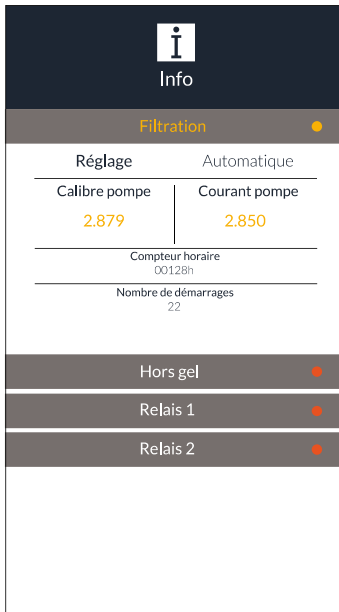 i
Info
Filtration
Réglage Automatique
Calibre pompe Courant pompe
2.879 2.850
Compteur horaire
00128h
Nombre de démarrages
22
Hors gel
Relais 1
Relais 2